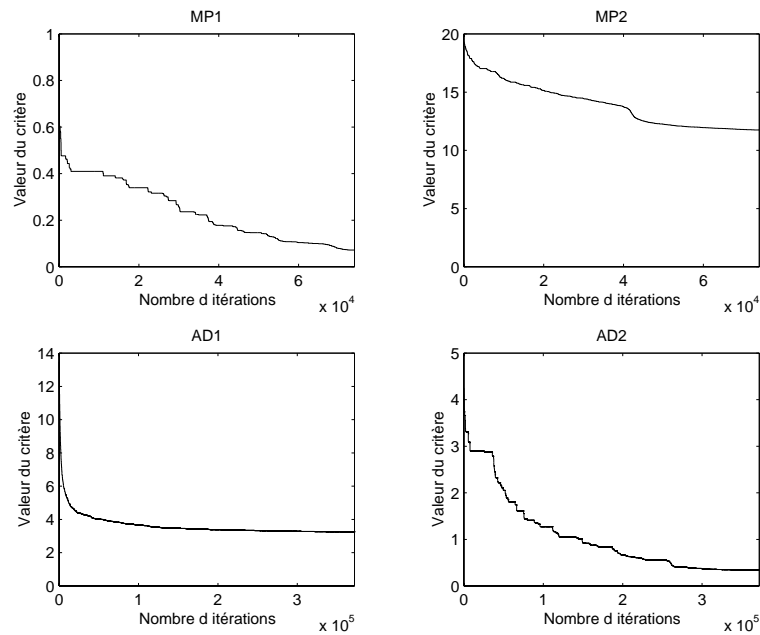 MP1
1
0.8
0.6
0.4
0.2
0
Valeur du critère
0 2 4 6
Nombre d itérations
x 10^4
MP2
20
15
10
5
0
Valeur du critère
0 2 4 6
Nombre d itérations
x 10^4
AD1
14
12
10
8
6
4
2
0
Valeur du critère
0 1 2 3
Nombre d itérations
x 10^5
AD2
5
4
3
2
1
0
Valeur du critère
0 1 2 3
Nombre d itérations
x 10^5